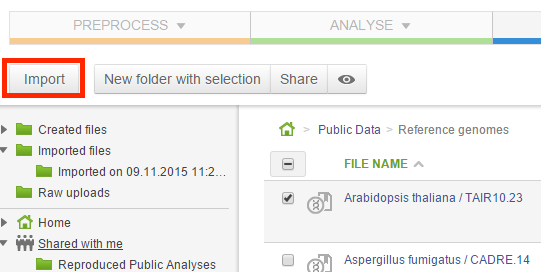 PREPROCESS ANALYSE
Import New folder with selection Share
Created files
Imported files
Imported on 09.11.2015 11:2...
Raw uploads
Home
Shared with me
Reproduced Public Analyses
> Public Data > Reference genomes
FILE NAME
Arabidopsis thaliana / TAIR10.23
Aspergillus fumigatus / CADRE.14